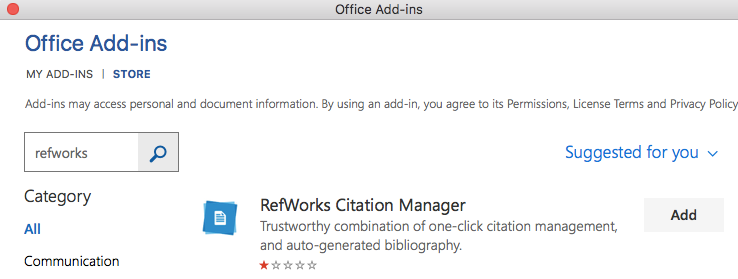 Office Add-ins
Office Add-ins
MY ADD-INS | STORE
Add-ins may access personal and document information. By using an add-in, you agree to its Permissions, License Terms and Privacy Policy
refworks
Suggested for you
Category
RefWorks Citation Manager
Add
All
Trustworthy combination of one-click citation management,
and auto-generated bibliography.
Communication